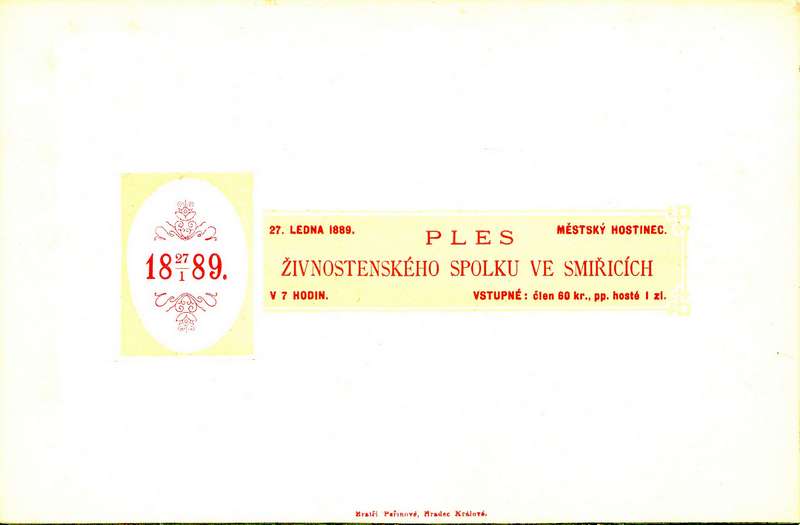 18 27/1 89.
27. LEDNA 1889.
PLES
MĚSTSKÝ HOSTINEC.
ŽIVNOSTENSKÉHO SPOLKU VE SMIŘICÍCH
V 7 HODIN.
VSTUPNÉ: člen 60 kr., pp. hosté 1 zl.
Bratři Peřinové, Hradec Králové.